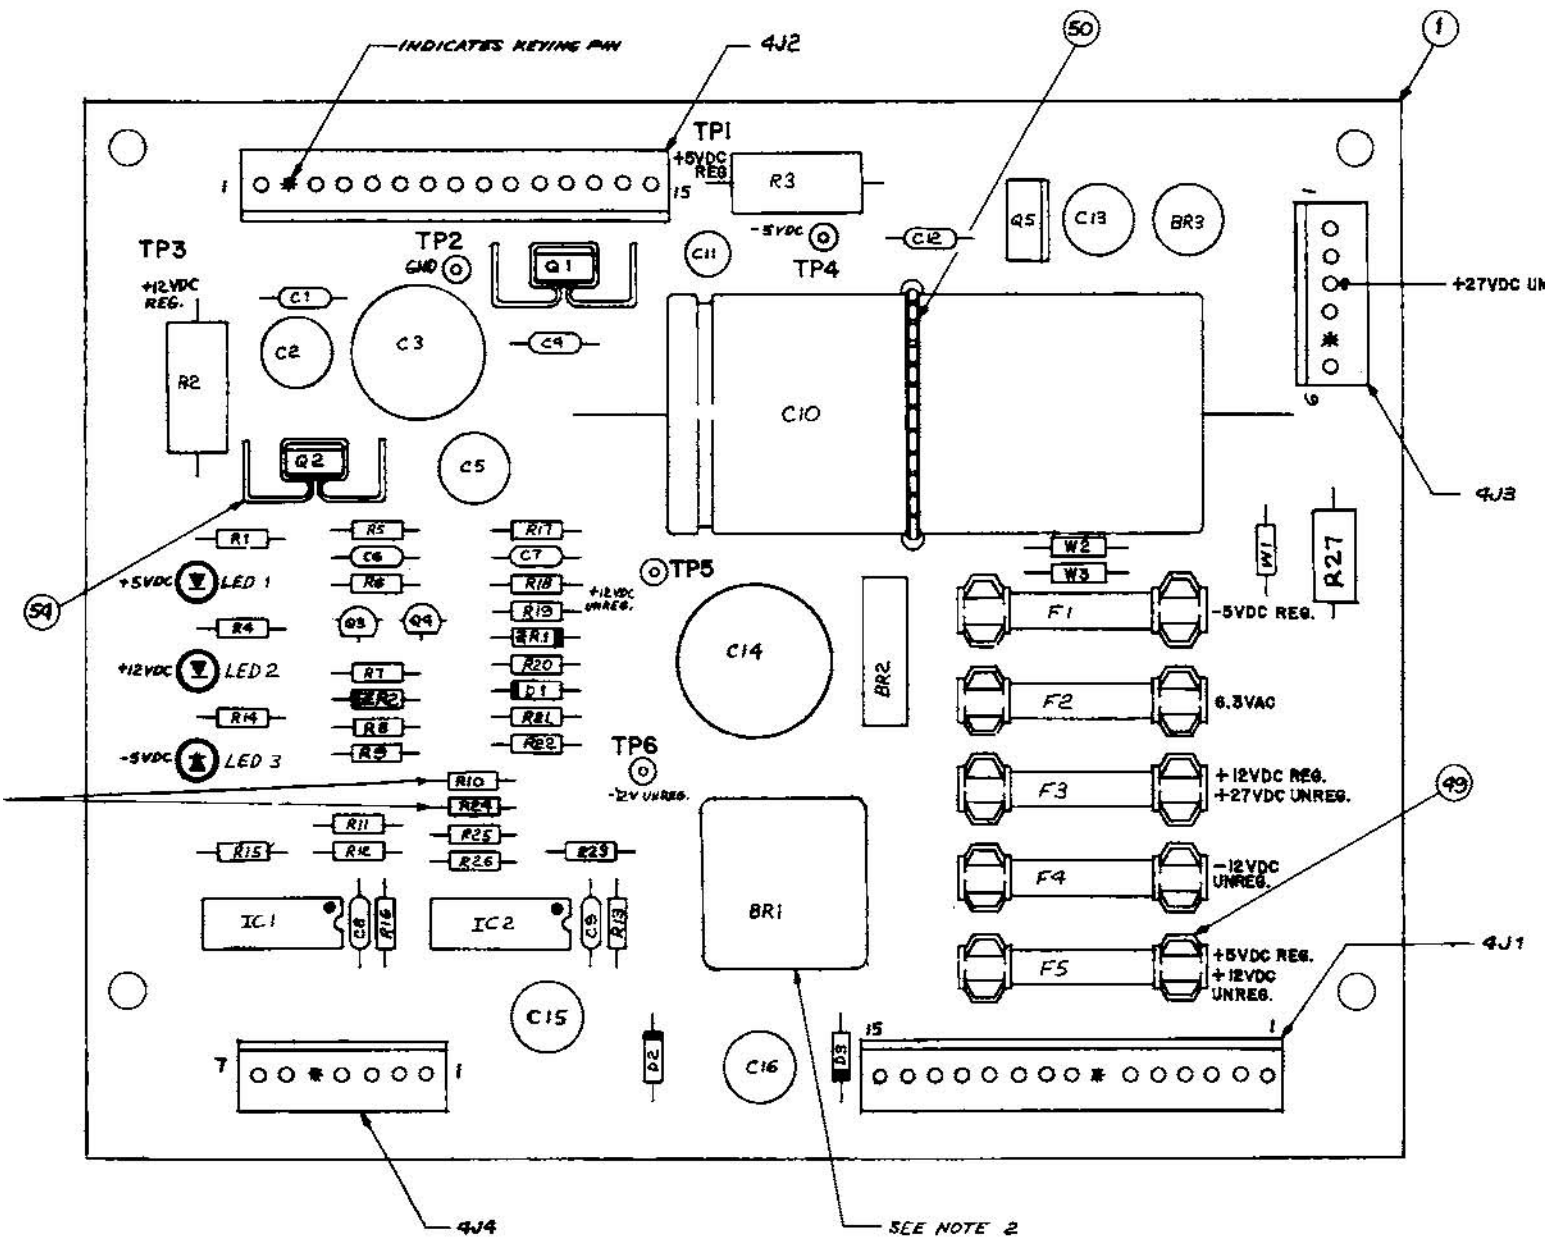 INDICATES KEYING PIN
4J2
50
1
TP1
+5VDC
REG
1
15
R3
-5VDC
TP4
C12
Q5
C13
BR3
1
6
+27VDC UN
4J3
TP3
+12VDC
REG.
TP2
GND
Q1
C11
C1
C2
C3
C4
R2
C10
Q2
C5
54
R1
R5
R17
C6
C7
+5VDC
LED 1
R6
R18
+12VDC
UNREG.
TP5
R19
W2
W3
W1
R27
R4
Q3
Q4
ZR1
C14
BR2
F1
-5VDC REG.
+12VDC
LED 2
R7
R20
ZR2
D1
F2
6.3VAC
R14
R8
R21
R9
R22
-5VDC
LED 3
TP6
-12V UNREG.
R10
R24
F3
+12VDC REG.
+27VDC UNREG.
49
R11
R25
R15
R12
R26
R23
F4
-12VDC
UNREG.
IC1
C8
R16
IC2
C9
R13
BR1
F5
+5VDC REG.
+12VDC
UNREG.
4J1
C15
D2
C16
D3
15
1
7
1
4J4
SEE NOTE 2